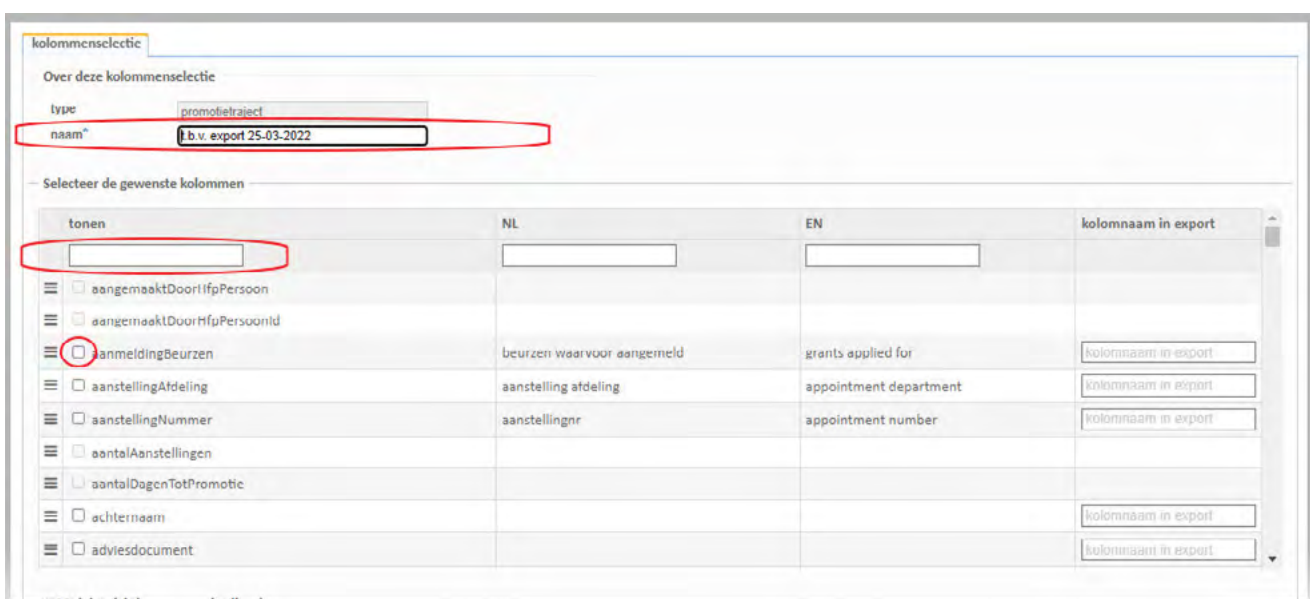 kolommenselectie
Over deze kolommenselectie
type promotietraject
naam* t.b.v. export 25-03-2022
Selecteer de gewenste kolommen
tonen NL EN kolomnaam in export
aangemaaktDoorHfpPersoon
aangemaaktDoorHfpPersoonId
aanmeldingBeurzen beurzen waarvoor aangemeld grants applied for kolomnaam in export
aanstellingAfdeling aanstelling afdeling appointment department kolomnaam in export
aanstellingNummer aanstellingnr appointment number kolomnaam in export
aantalAanstellingen
aantalDagenTotPromotie
achternaam kolomnaam in export
adviesdocument kolomnaam in export